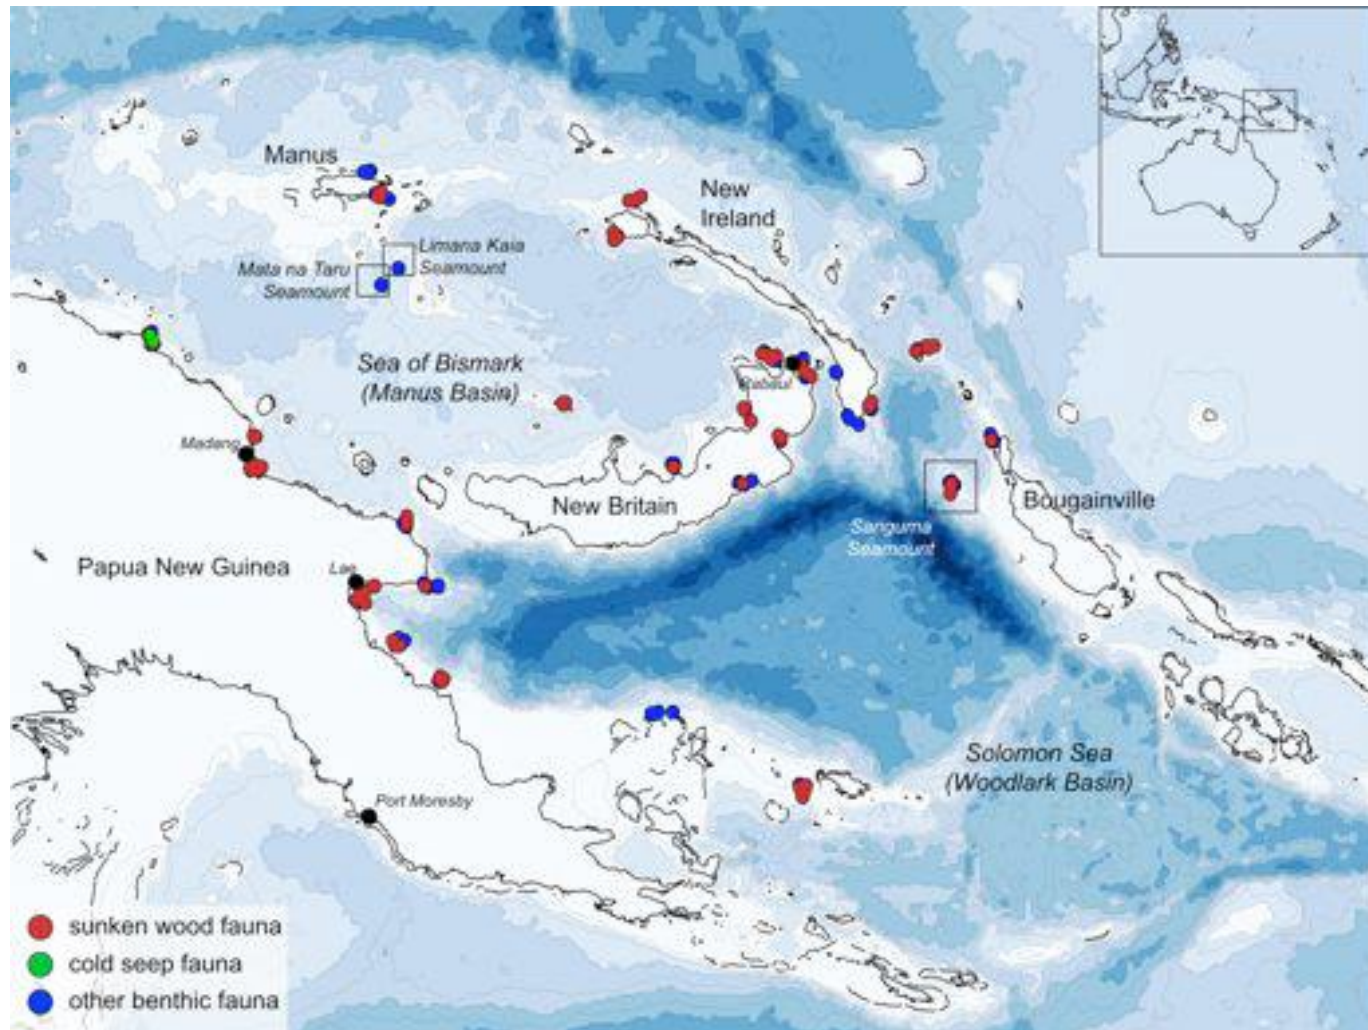 Manus
New
Ireland
Limana Kaia
Seamount
Mata na Taru
Seamount
Sea of Bismark
(Manus Basin)
Rabaul
Madang
New Britain
Bougainville
Sanguma
Seamount
Papua New Guinea
Lae
Solomon Sea
(Woodlark Basin)
Port Moresby
sunken wood fauna
cold seep fauna
other benthic fauna